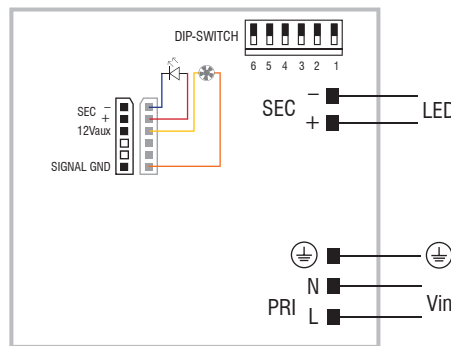 DIP-SWITCH
6 5 4 3 2 1
SEC
−
+
12Vaux
SIGNAL GND
SEC
−
+
LED
PRI
N
L
Vin